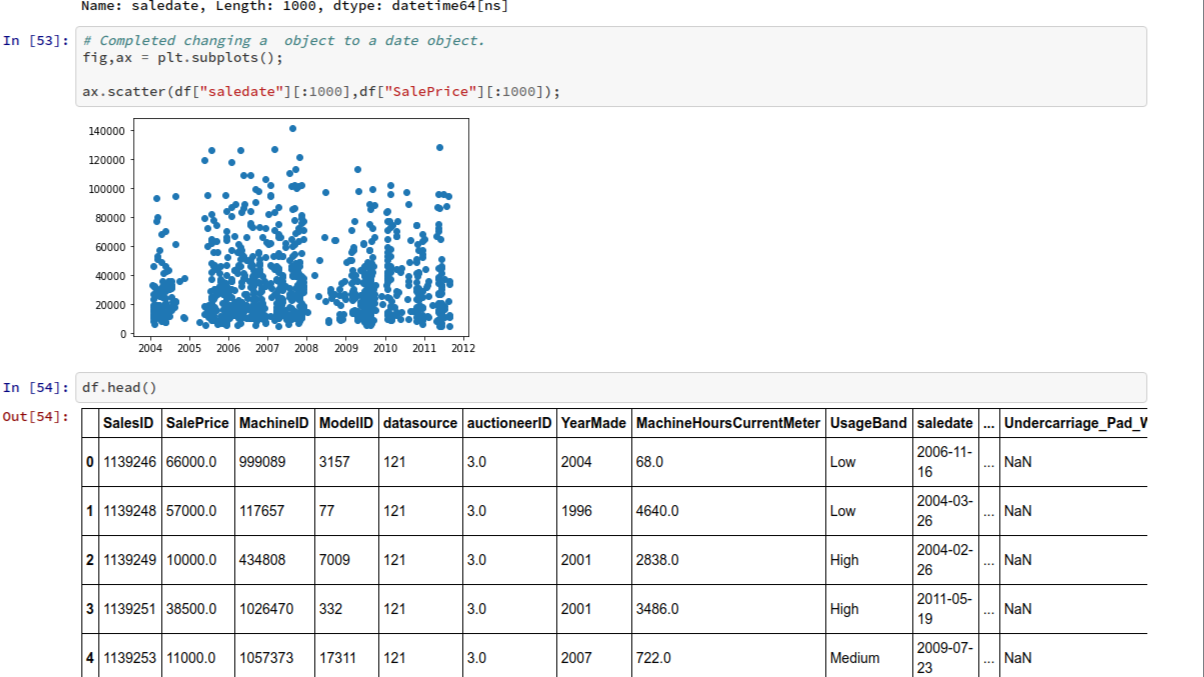 Name: saledate, Length: 1000, dtype: datetime64[ns]
In [53]: # Completed changing a  object to a date object.
fig,ax = plt.subplots();
ax.scatter(df["saledate"][:1000],df["SalePrice"][:1000]);
140000
120000
100000
80000
60000
40000
20000
0
2004 2005 2006 2007 2008 2009 2010 2011 2012
In [54]: df.head()
Out[54]:
SalesID SalePrice MachineID ModelID datasource auctioneerID YearMade MachineHoursCurrentMeter UsageBand saledate ... Undercarriage_Pad_W
0 1139246 66000.0 999089 3157 121 3.0 2004 68.0 Low 2006-11-16 ... NaN
1 1139248 57000.0 117657 77 121 3.0 1996 4640.0 Low 2004-03-26 ... NaN
2 1139249 10000.0 434808 7009 121 3.0 2001 2838.0 High 2004-02-26 ... NaN
3 1139251 38500.0 1026470 332 121 3.0 2001 3486.0 High 2011-05-19 ... NaN
4 1139253 11000.0 1057373 17311 121 3.0 2007 722.0 Medium 2009-07-23 ... NaN